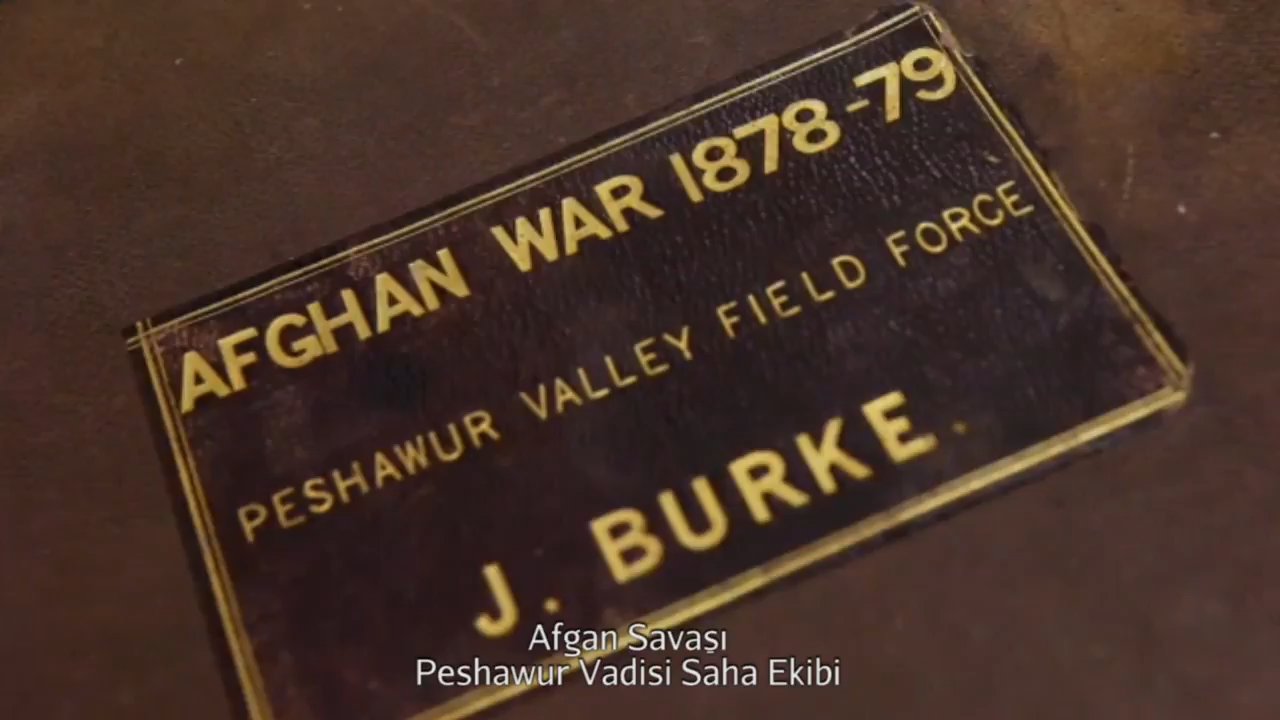 AFGHAN WAR 1878-79
PESHAWUR VALLEY FIELD FORCE
J. BURKE.
Afgan Savaşı
Peshawur Vadisi Saha Ekibi